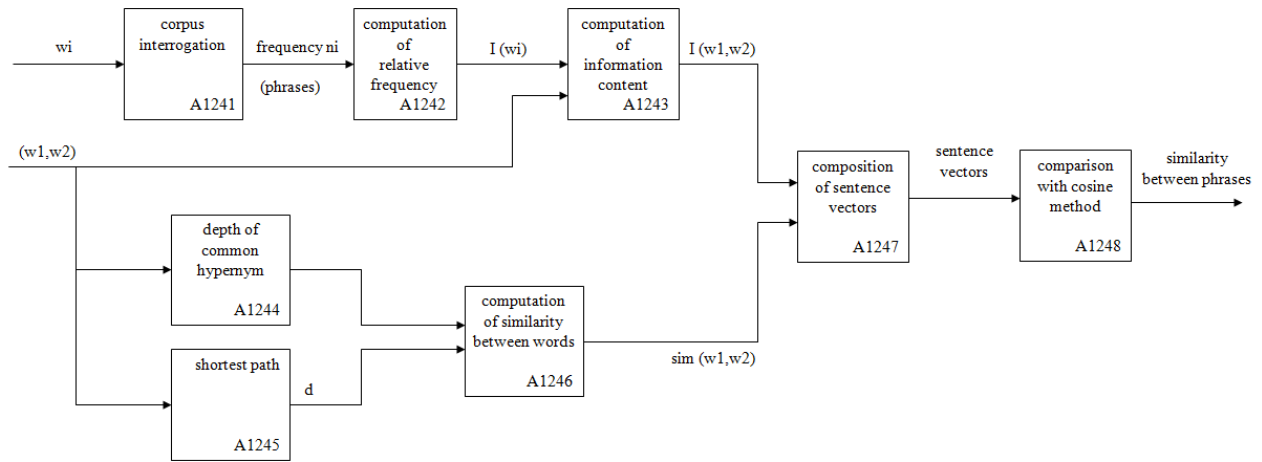 wi
corpus
interrogation
A1241
frequency ni
(phrases)
computation
of
relative
frequency
A1242
I (wi)
computation
of
information
content
A1243
I (w1,w2)
(w1,w2)
depth of
common
hypernym
A1244
shortest path
A1245
d
computation
of similarity
between words
A1246
sim (w1,w2)
composition
of sentence
vectors
A1247
sentence
vectors
comparison
with cosine
method
A1248
similarity
between phrases